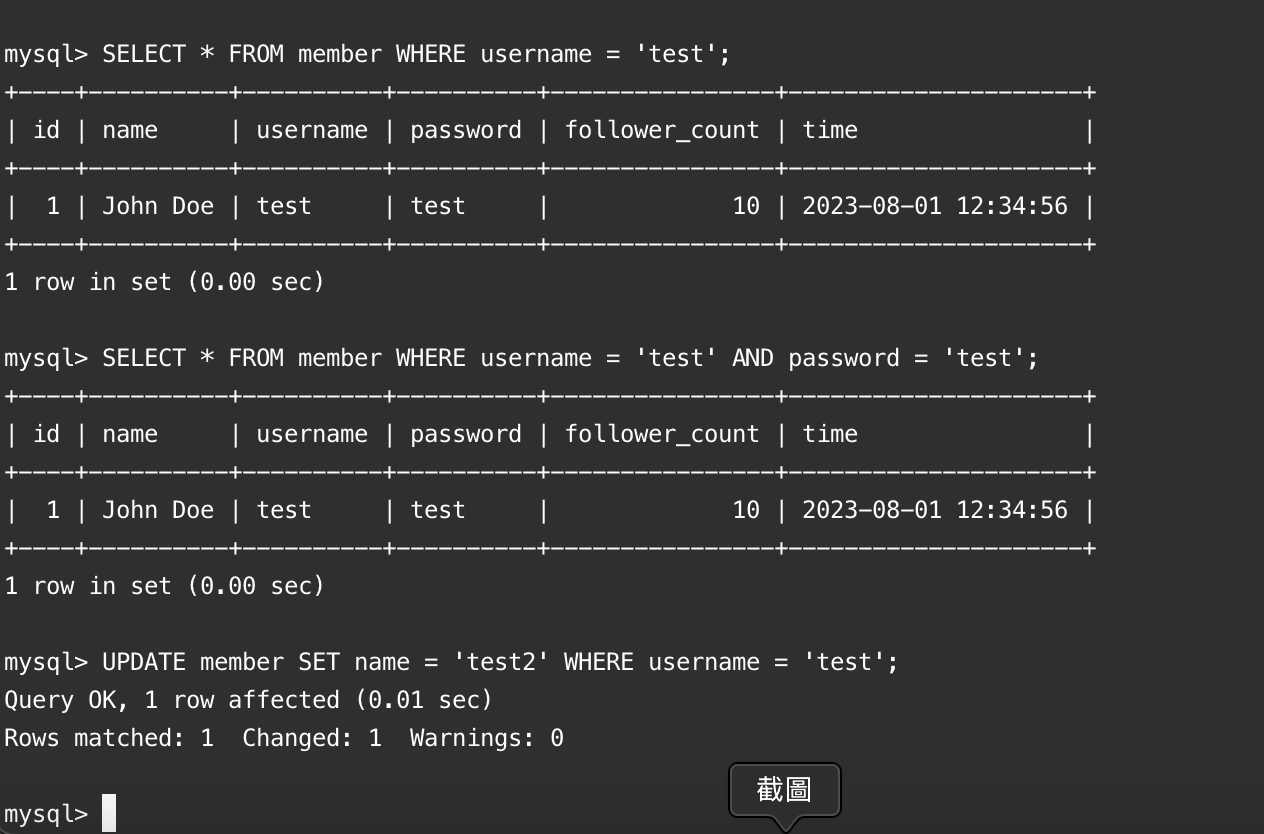 mysql> SELECT * FROM member WHERE username = 'test';
+----+----------+----------+----------+----------------+---------------------+
| id | name     | username | password | follower_count | time                |
+----+----------+----------+----------+----------------+---------------------+
|  1 | John Doe | test     | test     |             10 | 2023-08-01 12:34:56 |
+----+----------+----------+----------+----------------+---------------------+
1 row in set (0.00 sec)
mysql> SELECT * FROM member WHERE username = 'test' AND password = 'test';
+----+----------+----------+----------+----------------+---------------------+
| id | name     | username | password | follower_count | time                |
+----+----------+----------+----------+----------------+---------------------+
|  1 | John Doe | test     | test     |             10 | 2023-08-01 12:34:56 |
+----+----------+----------+----------+----------------+---------------------+
1 row in set (0.00 sec)
mysql> UPDATE member SET name = 'test2' WHERE username = 'test';
Query OK, 1 row affected (0.01 sec)
Rows matched: 1  Changed: 1  Warnings: 0
截圖
mysql>